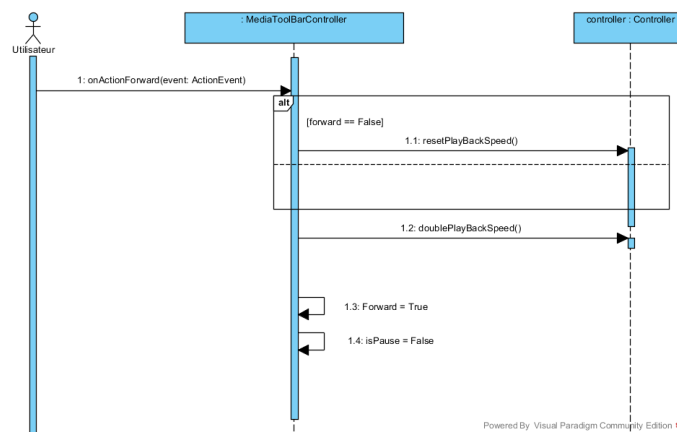 Utilisateur
: MediaToolBarController
controller : Controller
1: onActionForward(event: ActionEvent)
alt
[forward == False]
1.1: resetPlayBackSpeed()
1.2: doublePlayBackSpeed()
1.3: Forward = True
1.4: isPause = False
Powered By Visual Paradigm Community Edition